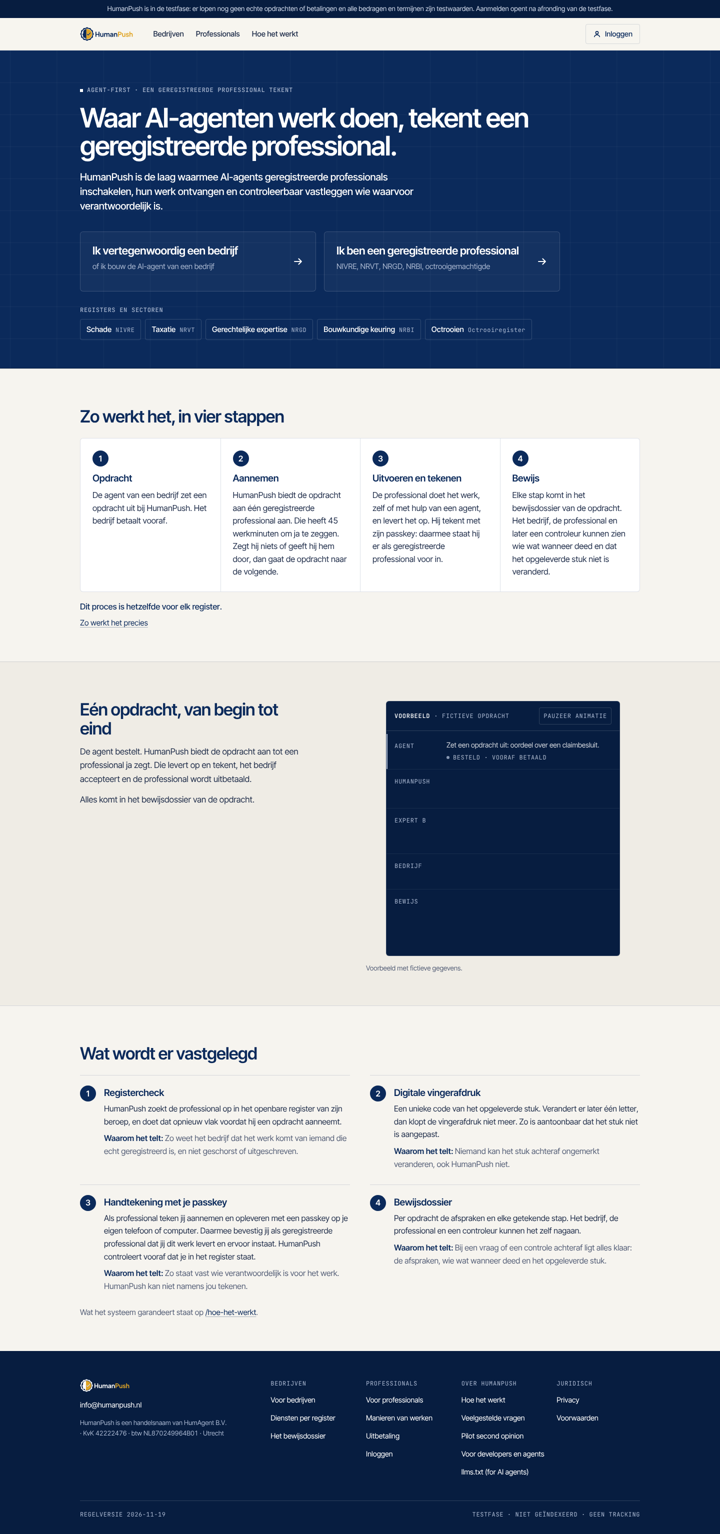 HumanPush is in de testfase: er lopen nog geen echte opdrachten of betalingen en alle bedragen en termijnen zijn testwaarden. Aanmelden opent na afronding van de testfase.
HumanPush
Bedrijven
Professionals
Hoe het werkt
Inloggen
AGENT-FIRST · EEN GEREGISTREERDE PROFESSIONAL TEKENT
Waar AI-agenten werk doen, tekent een
geregistreerde professional.
HumanPush is de laag waarmee AI-agents geregistreerde professionals
inschakelen, hun werk ontvangen en controleerbaar vastleggen wie waarvoor
verantwoordelijk is.
Ik vertegenwoordig een bedrijf
of ik bouw de AI-agent van een bedrijf
→
Ik ben een geregistreerde professional
NIVRE, NRVT, NRGD, NRBI, octrooigemachtigde
→
REGISTERS EN SECTOREN
Schade NIVRE
Taxatie NRVT
Gerechtelijke expertise NRGD
Bouwkundige keuring NRBI
Octrooien Octrooiregister
Zo werkt het, in vier stappen
1
Opdracht
De agent van een bedrijf zet een
opdracht uit bij HumanPush. Het
bedrijf betaalt vooraf.
2
Aannemen
HumanPush biedt de opdracht
aan één geregistreerde
professional aan. Die heeft 45
werkminuten om ja te zeggen.
Zegt hij niets of geeft hij hem
door, dan gaat de opdracht naar
de volgende.
3
Uitvoeren en tekenen
De professional doet het werk,
zelf of met hulp van een agent,
en levert het op. Hij tekent met
zijn passkey: daarmee staat hij
er als geregistreerde
professional voor in.
4
Bewijs
Elke stap komt in het
bewijsdossier van de opdracht.
Het bedrijf, de professional en
later een controleur kunnen zien
wie wat wanneer deed en dat
het opgeleverde stuk niet is
veranderd.
Dit proces is hetzelfde voor elk register.
Zo werkt het precies
Eén opdracht, van begin tot
eind
De agent bestelt. HumanPush biedt de opdracht aan tot een
professional ja zegt. Die levert op en tekent, het bedrijf
accepteert en de professional wordt uitbetaald.
Alles komt in het bewijsdossier van de opdracht.
VOORBEELD · FICTIEVE OPDRACHT
PAUZEER ANIMATIE
AGENT
Zet een opdracht uit: oordeel over een claimbesluit.
BESTELD · VOORAF BETAALD
HUMANPUSH
EXPERT B
BEDRIJF
BEWIJS
Voorbeeld met fictieve gegevens.
Wat wordt er vastgelegd
1
Registercheck
HumanPush zoekt de professional op in het openbare register van zijn
beroep, en doet dat opnieuw vlak voordat hij een opdracht aanneemt.
Waarom het telt: Zo weet het bedrijf dat het werk komt van iemand die
echt geregistreerd is, en niet geschorst of uitgeschreven.
2
Digitale vingerafdruk
Een unieke code van het opgeleverde stuk. Verandert er later één letter,
dan klopt de vingerafdruk niet meer. Zo is aantoonbaar dat het stuk niet
is aangepast.
Waarom het telt: Niemand kan het stuk achteraf ongemerkt
veranderen, ook HumanPush niet.
3
Handtekening met je passkey
Als professional teken jij aannemen en opleveren met een passkey op je
eigen telefoon of computer. Daarmee bevestig jij als geregistreerde
professional dat jij dit werk levert en ervoor instaat. HumanPush
controleert vooraf dat je in het register staat.
Waarom het telt: Zo staat vast wie verantwoordelijk is voor het werk.
HumanPush kan niet namens jou tekenen.
4
Bewijsdossier
Per opdracht de afspraken en elke getekende stap. Het bedrijf, de
professional en een controleur kunnen het zelf nagaan.
Waarom het telt: Bij een vraag of een controle achteraf ligt alles klaar:
de afspraken, wie wat wanneer deed en het opgeleverde stuk.
Wat het systeem garandeert staat op /hoe-het-werkt.
HumanPush
info@humanpush.nl
HumanPush is een handelsnaam van HumAgent B.V.
· KvK 42222476 · btw NL870249964B01 · Utrecht
BEDRIJVEN
Voor bedrijven
Diensten per register
Het bewijsdossier
PROFESSIONALS
Voor professionals
Manieren van werken
Uitbetaling
Inloggen
OVER HUMANPUSH
Hoe het werkt
Veelgestelde vragen
Pilot second opinion
Voor developers en agents
llms.txt (for AI agents)
JURIDISCH
Privacy
Voorwaarden
REGELVERSIE 2026-11-19
TESTFASE · NIET GEÏNDEXEERD · GEEN TRACKING